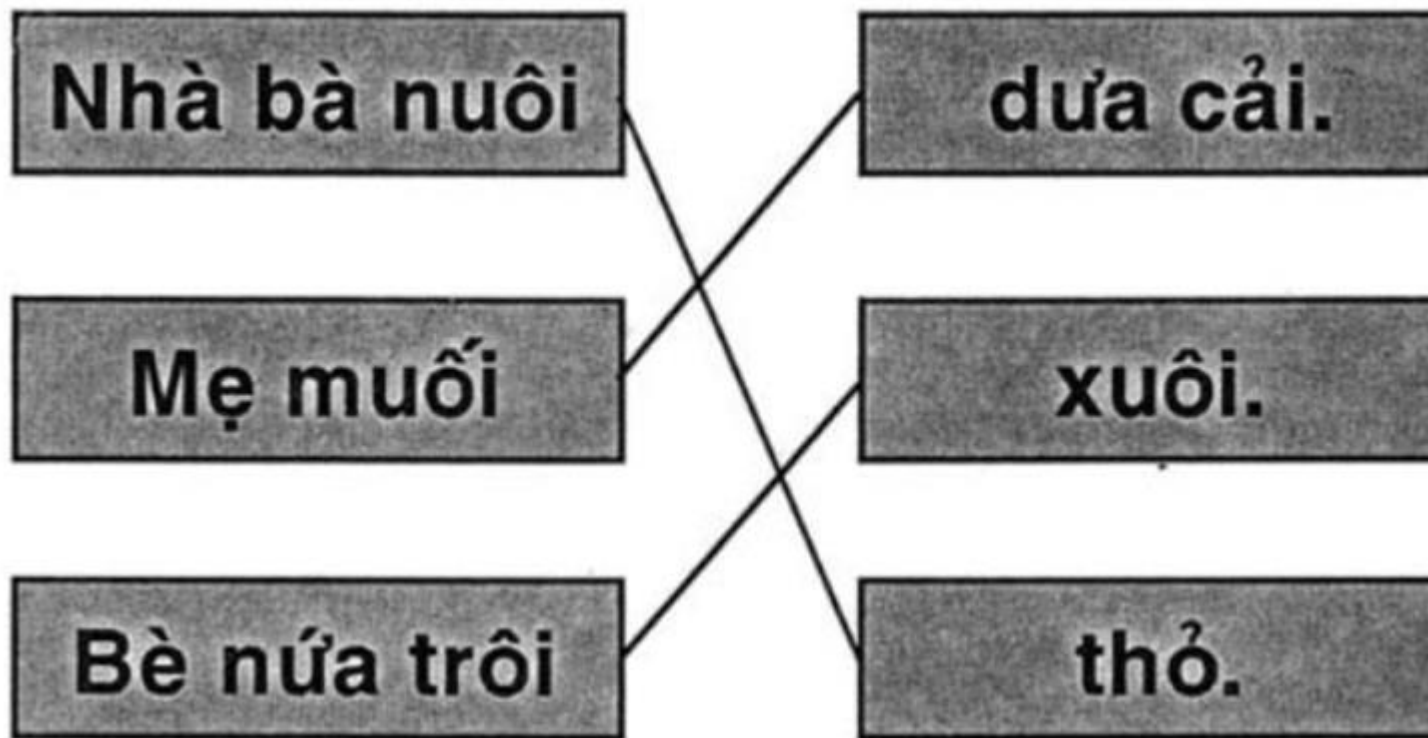 Nhà bà nuôi
dưa cải.
Mẹ muối
xuôi.
Bè nứa trôi
thỏ.